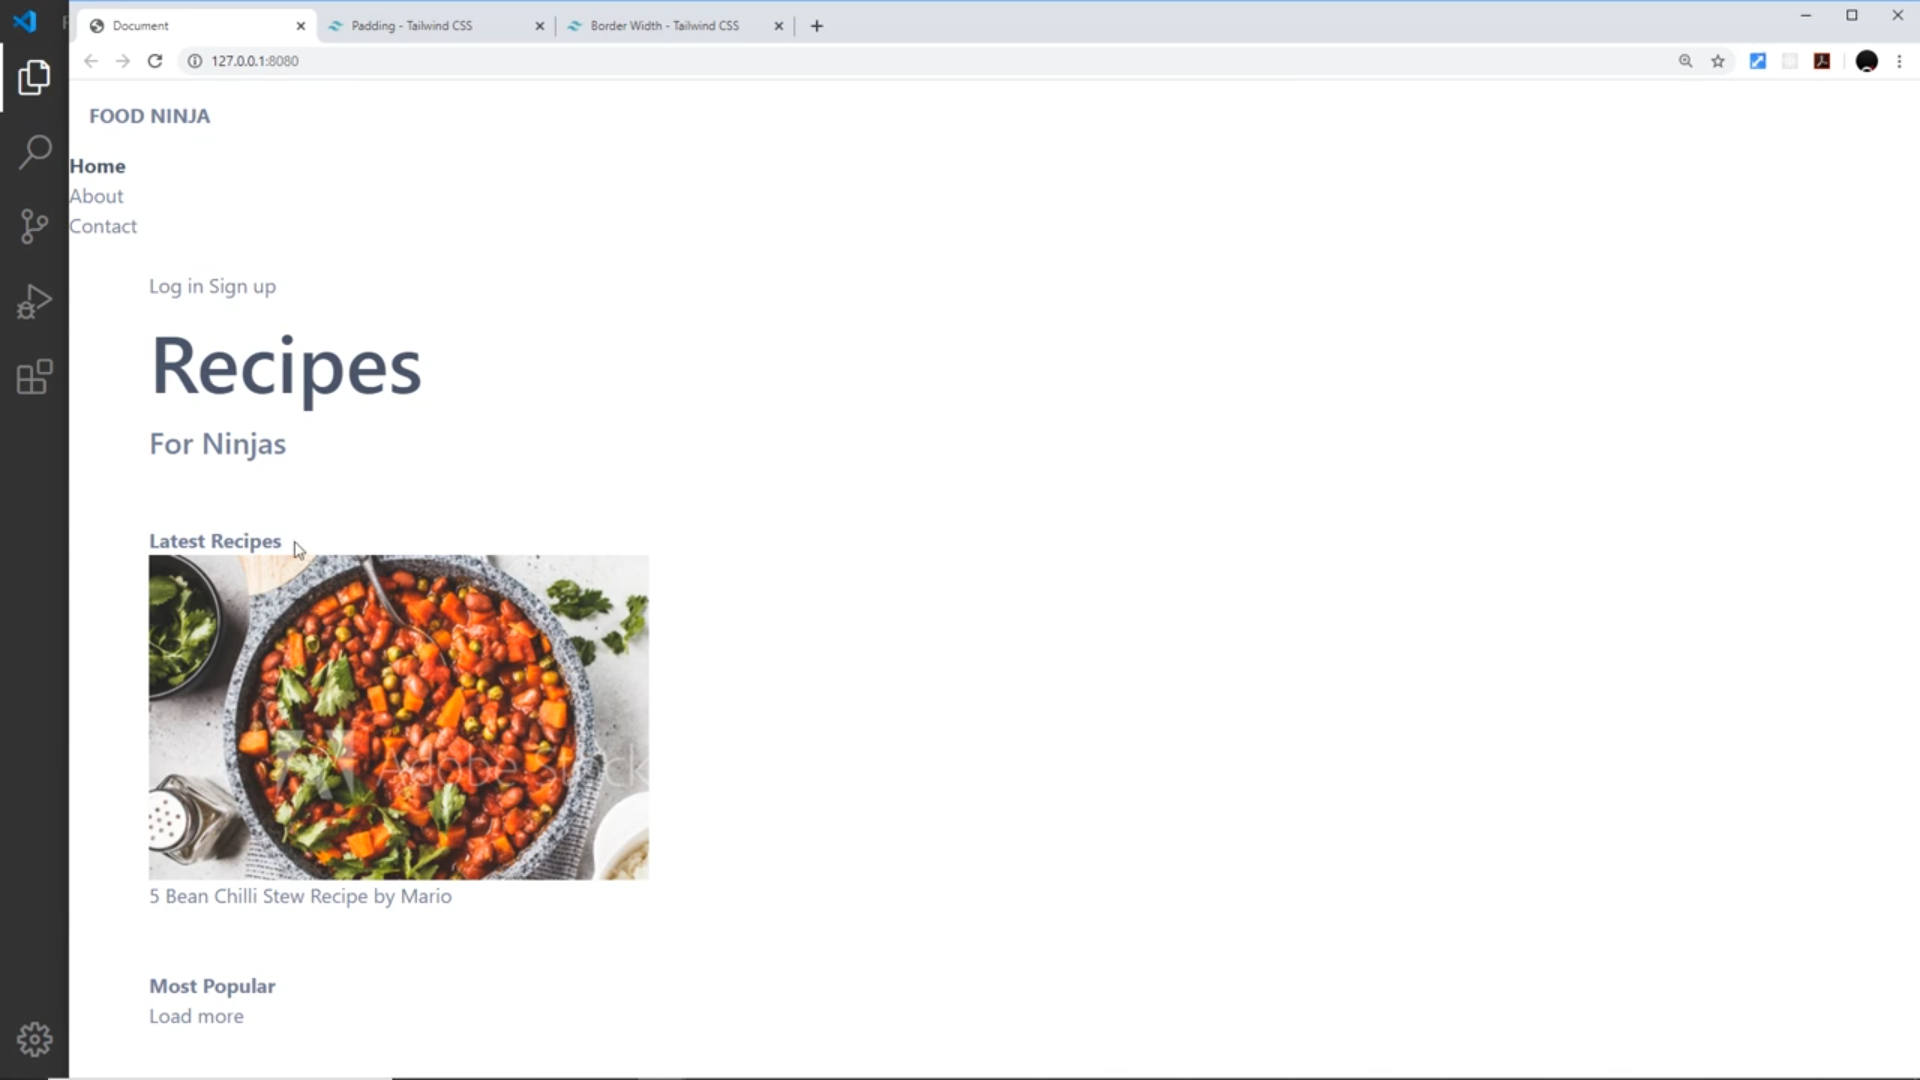 Document
Padding - Tailwind CSS
Border Width - Tailwind CSS
127.0.0.1:8080
FOOD NINJA
Home
About
Contact
Log in Sign up
Recipes
For Ninjas
Latest Recipes
Adobe Stock
5 Bean Chilli Stew Recipe by Mario
Most Popular
Load more